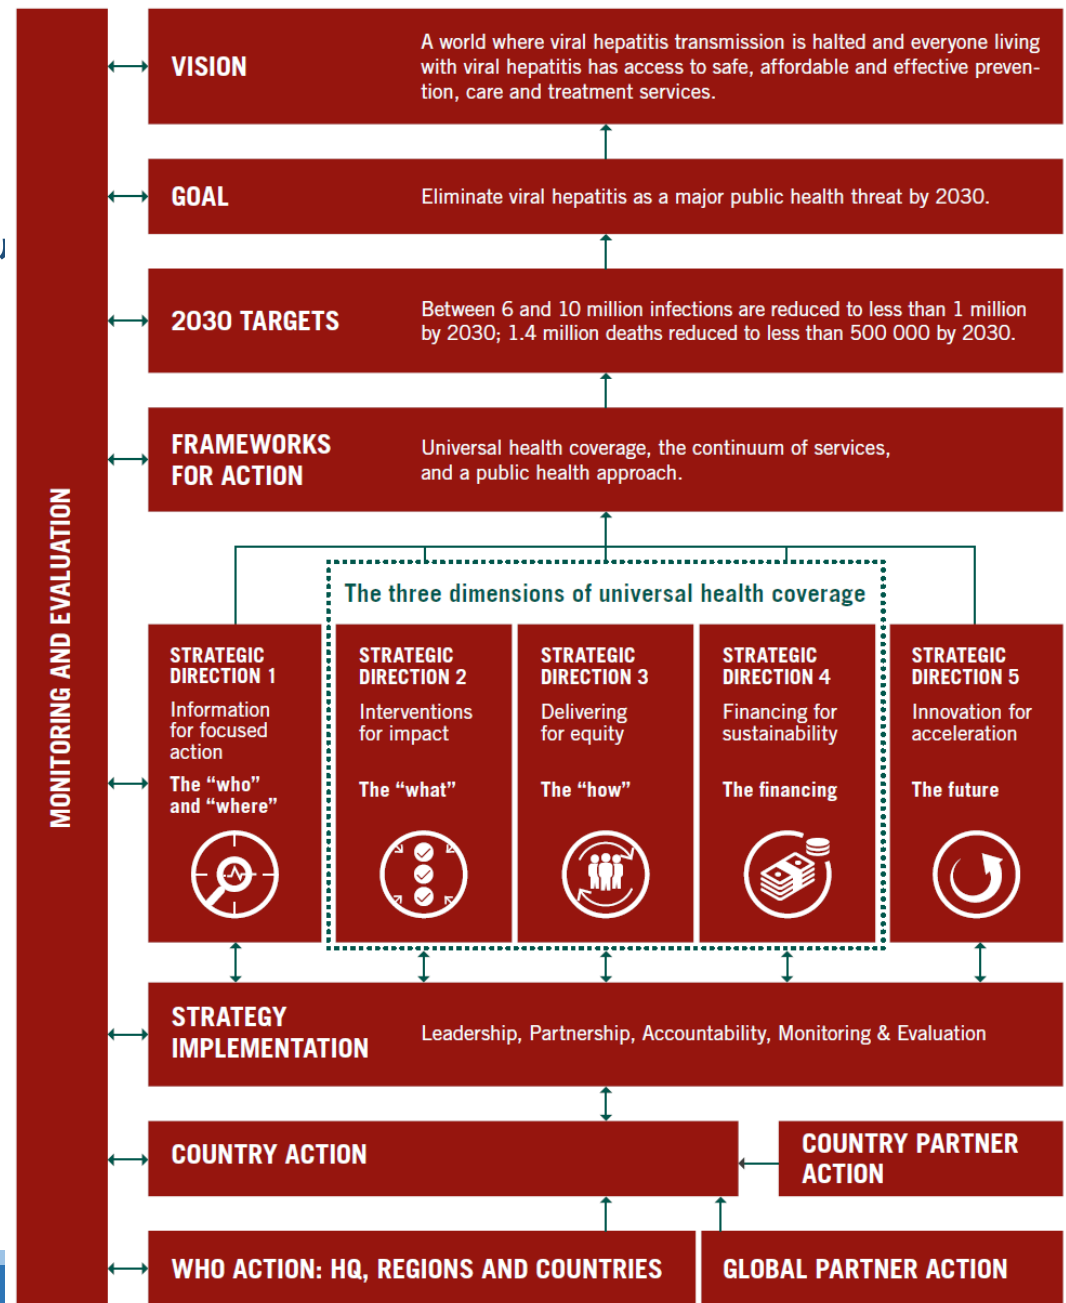 MONITORING AND EVALUATION
VISION
A world where viral hepatitis transmission is halted and everyone living
with viral hepatitis has access to safe, affordable and effective preven-
tion, care and treatment services.
GOAL
Eliminate viral hepatitis as a major public health threat by 2030.
2030 TARGETS
Between 6 and 10 million infections are reduced to less than 1 million
by 2030; 1.4 million deaths reduced to less than 500 000 by 2030.
FRAMEWORKS
FOR ACTION
Universal health coverage, the continuum of services,
and a public health approach.
The three dimensions of universal health coverage
STRATEGIC
DIRECTION 1
Information
for focused
action
The “who”
and “where”
STRATEGIC
DIRECTION 2
Interventions
for impact
The “what”
STRATEGIC
DIRECTION 3
Delivering
for equity
The “how”
STRATEGIC
DIRECTION 4
Financing for
sustainability
The financing
STRATEGIC
DIRECTION 5
Innovation for
acceleration
The future
STRATEGY
IMPLEMENTATION
Leadership, Partnership, Accountability, Monitoring & Evaluation
COUNTRY ACTION
COUNTRY PARTNER
ACTION
WHO ACTION: HQ, REGIONS AND COUNTRIES
GLOBAL PARTNER ACTION